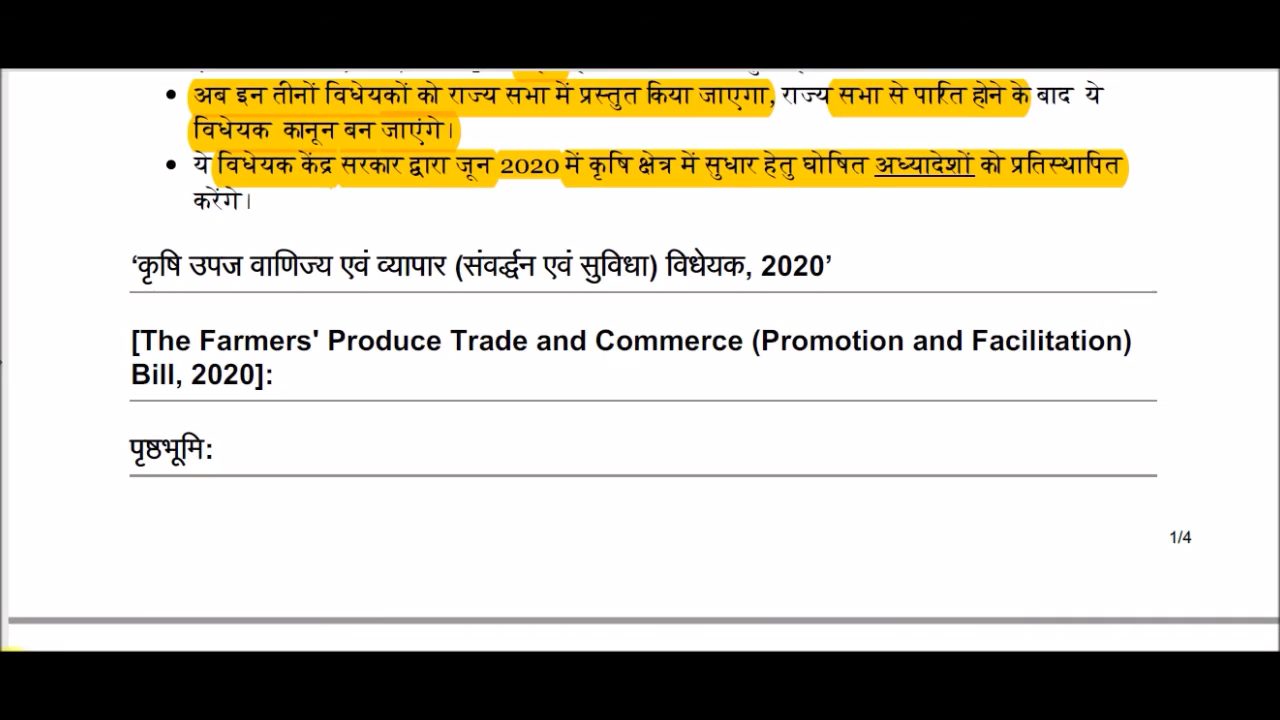 अब इन तीनों विधेयकों को राज्य सभा में प्रस्तुत किया जाएगा, राज्य सभा से पारित होने के बाद ये
विधेयक कानून बन जाएंगे।
ये विधेयक केंद्र सरकार द्वारा जून 2020 में कृषि क्षेत्र में सुधार हेतु घोषित अध्यादेशों को प्रतिस्थापित
करेंगे।
‘कृषि उपज वाणिज्य एवं व्यापार (संवर्द्धन एवं सुविधा) विधेयक, 2020’
[The Farmers' Produce Trade and Commerce (Promotion and Facilitation)
Bill, 2020]:
पृष्ठभूमि:
1/4